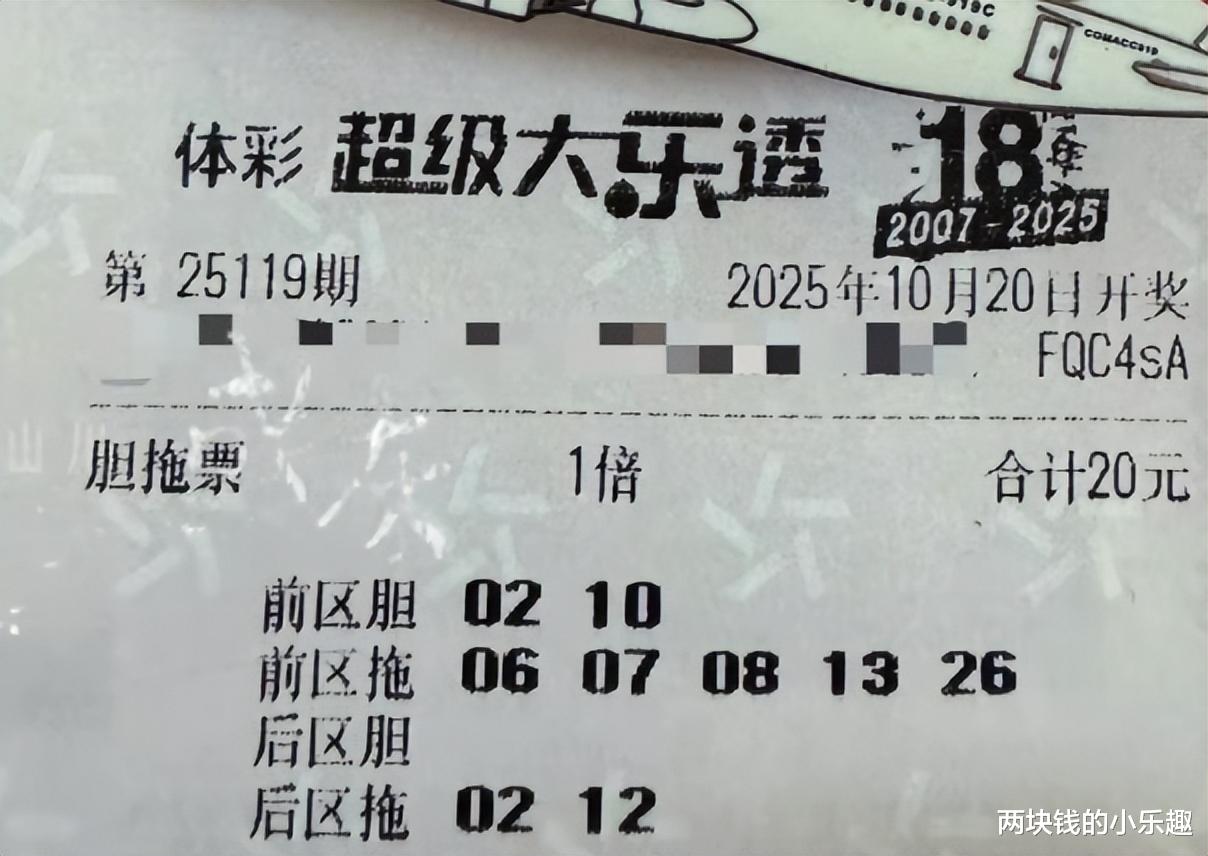 919C
COMACC919
体彩 超级大乐透 18周年
2007-2025
第 25119期 2025年10月20日开奖
FQC4sA
胆拖票 1倍 合计20元
前区胆 02 10
前区拖 06 07 08 13 26
后区胆
后区拖 02 12
两块钱的小乐趣